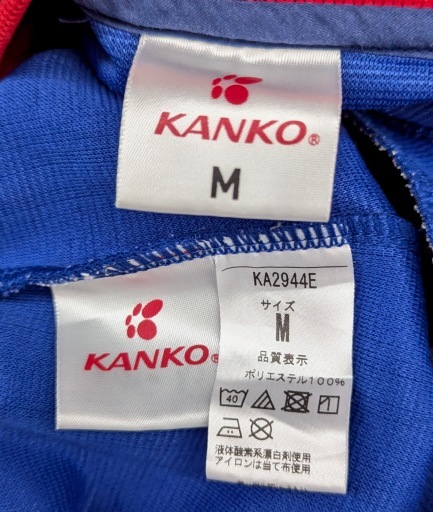 KANKO®
M
KANKO®
KA2944E
サイズ
M
品質表示
ポリエステル100%
40
液体酸素系漂白剤使用
アイロンは当て布使用